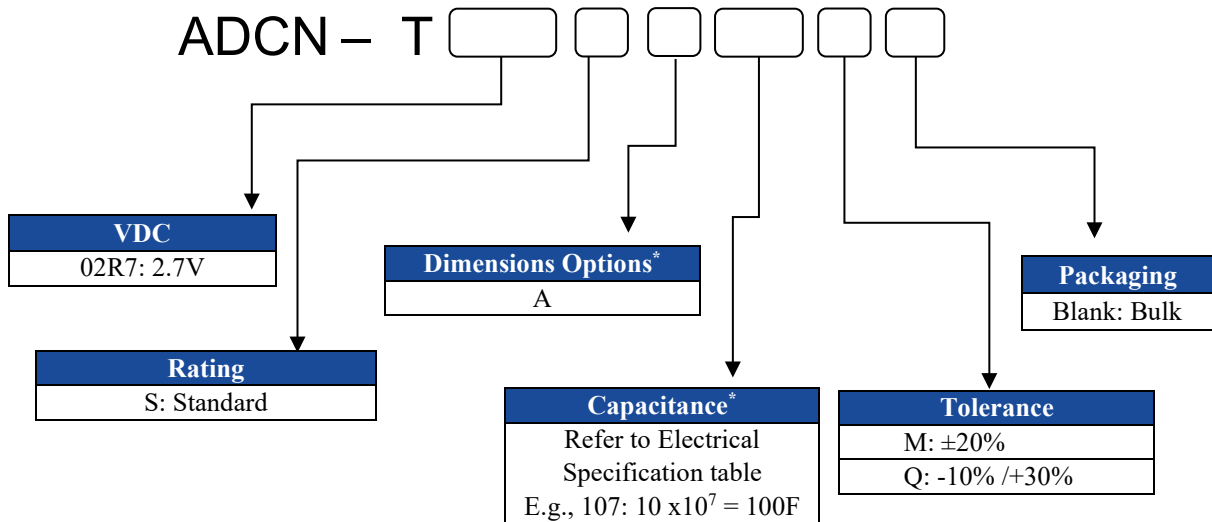 ADCN – T
VDC
02R7: 2.7V
Rating
S: Standard
Dimensions Options*
A
Capacitance*
Refer to Electrical
Specification table
E.g., 107: 10 x10⁷ = 100F
Tolerance
M: ±20%
Q: -10% /+30%
Packaging
Blank: Bulk